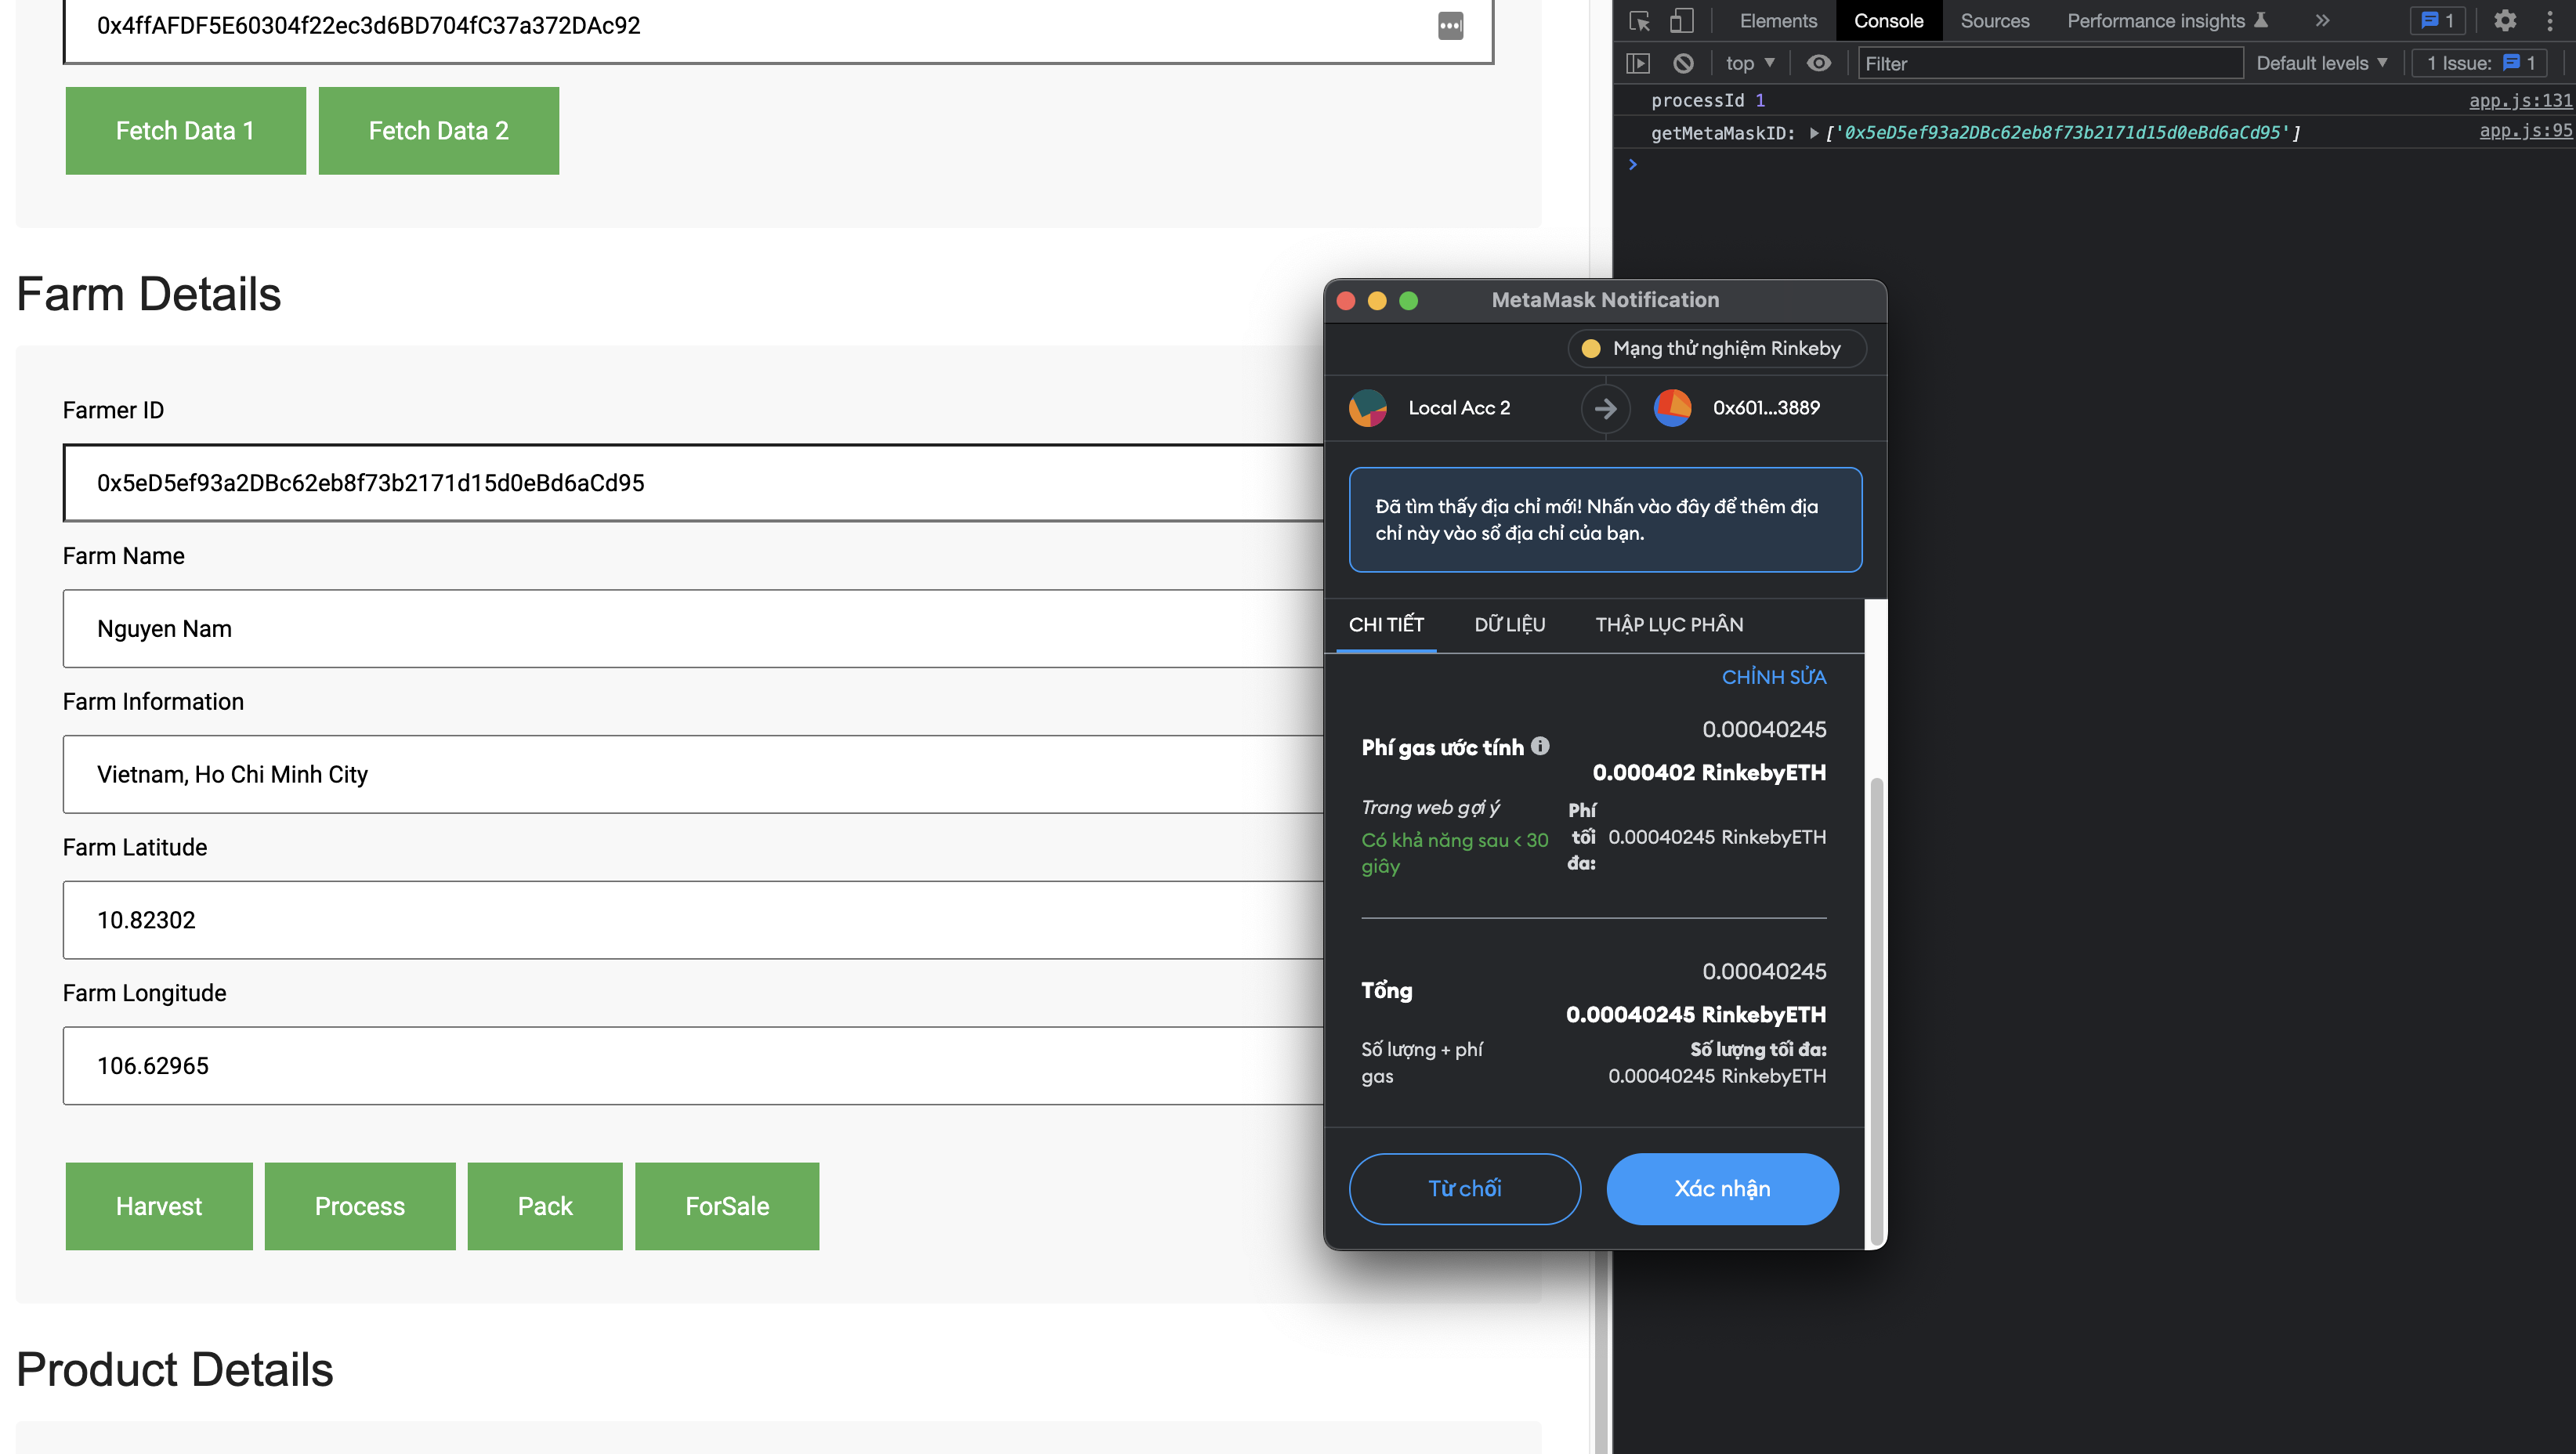 0x4ffAFDF5E60304f22ec3d6BD704fC37a372DAc92
Fetch Data 1
Fetch Data 2
Farm Details
Farmer ID
0x5eD5ef93a2DBc62eb8f73b2171d15d0eBd6aCd95
Farm Name
Nguyen Nam
Farm Information
Vietnam, Ho Chi Minh City
Farm Latitude
10.82302
Farm Longitude
106.62965
Harvest
Process
Pack
ForSale
Product Details
Elements
Console
Sources
Performance insights
1
top
Filter
Default levels
1 Issue: 1
processId 1 app.js:131
getMetaMaskID: ['0x5eD5ef93a2DBc62eb8f73b2171d15d0eBd6aCd95'] app.js:95
MetaMask Notification
Mạng thử nghiệm Rinkeby
Local Acc 2
0x601...3889
Đã tìm thấy địa chỉ mới! Nhấn vào đây để thêm địa
chỉ này vào sổ địa chỉ của bạn.
CHI TIẾT
DỮ LIỆU
THẬP LỤC PHÂN
CHỈNH SỬA
Phí gas ước tính
0.00040245
0.000402 RinkebyETH
Trang web gợi ý
Có khả năng sau < 30
giây
Phí
tối
đa:
0.00040245 RinkebyETH
Tổng
0.00040245
0.00040245 RinkebyETH
Số lượng + phí
gas
Số lượng tối đa:
0.00040245 RinkebyETH
Từ chối
Xác nhận